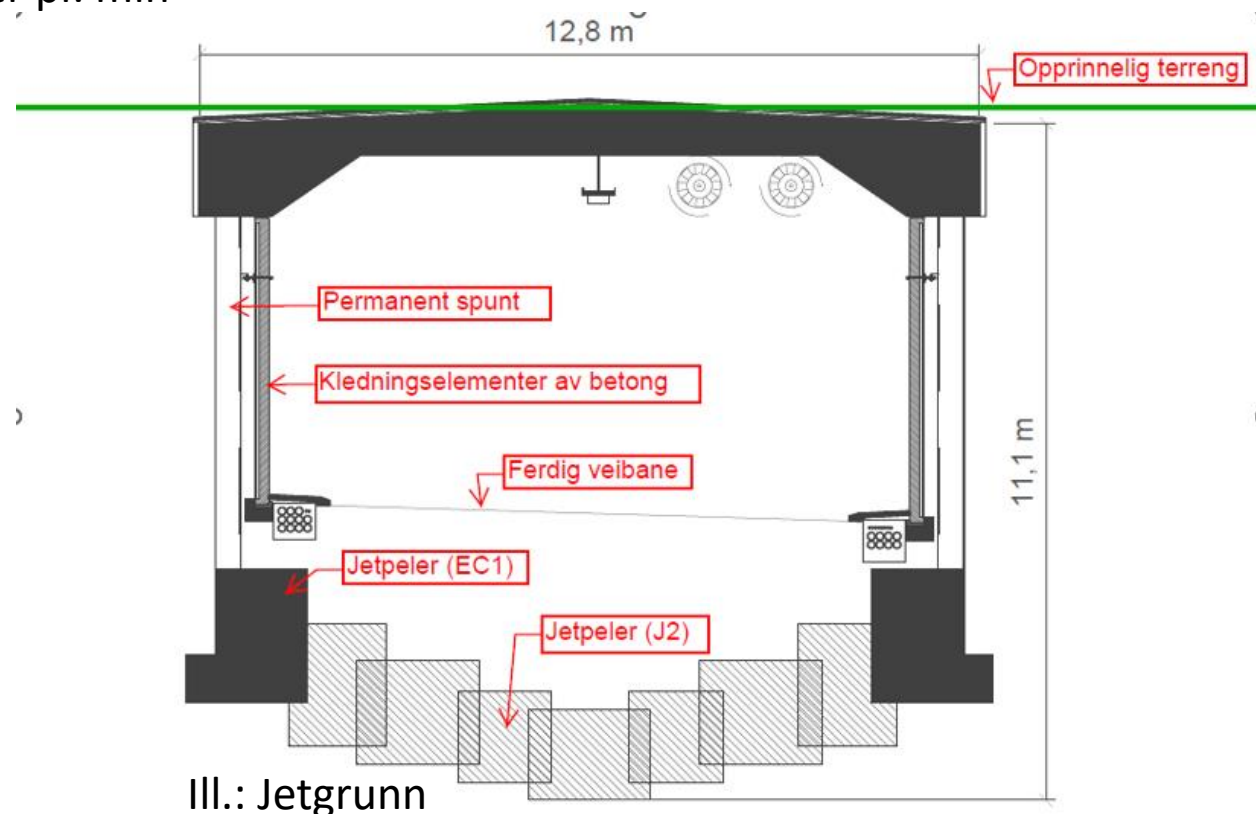 12,8 m
Opprinnelig terreng
Permanent spunt
Kledningselementer av betong
11,1 m
Ferdig veibane
Jetpeler (EC1)
Jetpeler (J2)
Ill.: Jetgrunn